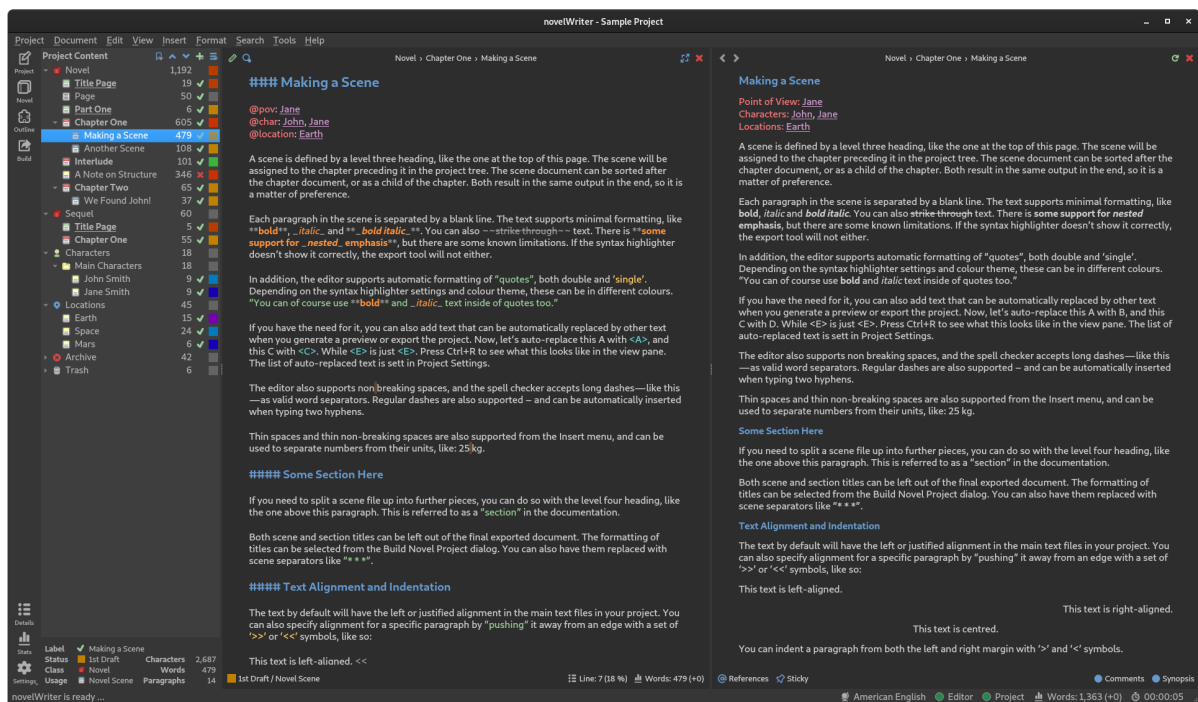 novelWriter - Sample Project
Project Document Edit View Insert Format Search Tools Help
Project
Novel
Outline
Build
Details
Stats
Settings
Project Content
Novel 1,192
Title Page 19
Page 50
Part One 6
Chapter One 605
Making a Scene 479
Another Scene 108
Interlude 101
A Note on Structure 346
Chapter Two 65
We Found John! 37
Sequel 60
Title Page 5
Chapter One 55
Characters 18
Main Characters 18
John Smith 9
Jane Smith 9
Locations 45
Earth 15
Space 24
Mars 6
Archive 42
Trash 6
Label Making a Scene
Status 1st Draft Characters 2,687
Class Novel Words 479
Usage Novel Scene Paragraphs 14
Novel › Chapter One › Making a Scene
### Making a Scene
@pov: Jane
@char: John, Jane
@location: Earth
A scene is defined by a level three heading, like the one at the top of this page. The scene will be
assigned to the chapter preceding it in the project tree. The scene document can be sorted after
the chapter document, or as a child of the chapter. Both result in the same output in the end, so it is
a matter of preference.
Each paragraph in the scene is separated by a blank line. The text supports minimal formatting, like
**bold**, _italic_ and **_bold italic_**. You can also ~~strike through~~ text. There is **some
support for _nested_ emphasis**, but there are some known limitations. If the syntax highlighter
doesn't show it correctly, the export tool will not either.
In addition, the editor supports automatic formatting of “quotes”, both double and ‘single’.
Depending on the syntax highlighter settings and colour theme, these can be in different colours.
“You can of course use **bold** and _italic_ text inside of quotes too.”
If you have the need for it, you can also add text that can be automatically replaced by other text
when you generate a preview or export the project. Now, let’s auto-replace this A with <A>, and
this C with <C>. While <E> is just <E>. Press Ctrl+R to see what this looks like in the view pane.
The list of auto-replaced text is sett in Project Settings.
The editor also supports non breaking spaces, and the spell checker accepts long dashes—like this
—as valid word separators. Regular dashes are also supported – and can be automatically inserted
when typing two hyphens.
Thin spaces and thin non-breaking spaces are also supported from the Insert menu, and can be
used to separate numbers from their units, like: 25 kg.
#### Some Section Here
If you need to split a scene file up into further pieces, you can do so with the level four heading, like
the one above this paragraph. This is referred to as a “section” in the documentation.
Both scene and section titles can be left out of the final exported document. The formatting of
titles can be selected from the Build Novel Project dialog. You can also have them replaced with
scene separators like “* * *”.
#### Text Alignment and Indentation
The text by default will have the left or justified alignment in the main text files in your project. You
can also specify alignment for a specific paragraph by “pushing” it away from an edge with a set of
‘>>’ or ‘<<’ symbols, like so:
This text is left-aligned. <<
1st Draft / Novel Scene Line: 7 (18 %) Words: 479 (+0)
Novel › Chapter One › Making a Scene
Making a Scene
Point of View: Jane
Characters: John, Jane
Locations: Earth
A scene is defined by a level three heading, like the one at the top of this page. The scene will be
assigned to the chapter preceding it in the project tree. The scene document can be sorted after the
chapter document, or as a child of the chapter. Both result in the same output in the end, so it is a
matter of preference.
Each paragraph in the scene is separated by a blank line. The text supports minimal formatting, like
bold, italic and bold italic. You can also strike through text. There is some support for nested
emphasis, but there are some known limitations. If the syntax highlighter doesn’t show it correctly,
the export tool will not either.
In addition, the editor supports automatic formatting of “quotes”, both double and ‘single’.
Depending on the syntax highlighter settings and colour theme, these can be in different colours.
“You can of course use bold and italic text inside of quotes too.”
If you have the need for it, you can also add text that can be automatically replaced by other text
when you generate a preview or export the project. Now, let’s auto-replace this A with B, and this
C with D. While <E> is just <E>. Press Ctrl+R to see what this looks like in the view pane. The list of
auto-replaced text is sett in Project Settings.
The editor also supports non breaking spaces, and the spell checker accepts long dashes—like this
—as valid word separators. Regular dashes are also supported – and can be automatically inserted
when typing two hyphens.
Thin spaces and thin non-breaking spaces are also supported from the Insert menu, and can be
used to separate numbers from their units, like: 25 kg.
Some Section Here
If you need to split a scene file up into further pieces, you can do so with the level four heading, like
the one above this paragraph. This is referred to as a “section” in the documentation.
Both scene and section titles can be left out of the final exported document. The formatting of
titles can be selected from the Build Novel Project dialog. You can also have them replaced with
scene separators like “* * *”.
Text Alignment and Indentation
The text by default will have the left or justified alignment in the main text files in your project. You
can also specify alignment for a specific paragraph by “pushing” it away from an edge with a set of
‘>>’ or ‘<<’ symbols, like so:
This text is left-aligned.
This text is right-aligned.
This text is centred.
You can indent a paragraph from both the left and right margin with ‘>’ and ‘<’ symbols.
References Sticky Comments Synopsis
novelWriter is ready ... American English Editor Project Words: 1,363 (+0) 00:00:05